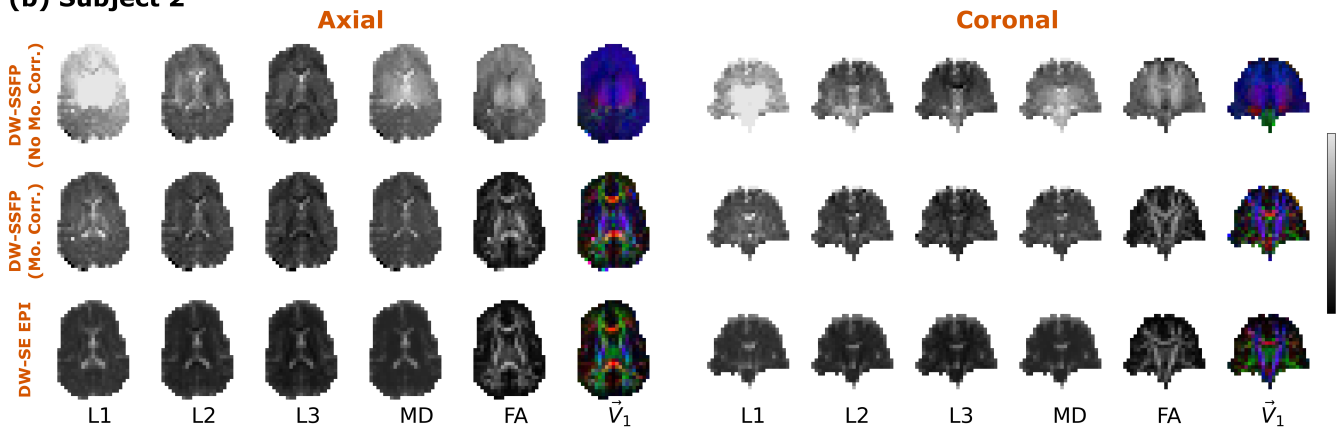 (b) Subject 2
Axial
Coronal
DW-SSFP
(No Mo. Corr.)
DW-SSFP
(Mo. Corr.)
DW-SE EPI
L1 L2 L3 MD FA V⃗₁
L1 L2 L3 MD FA V⃗₁